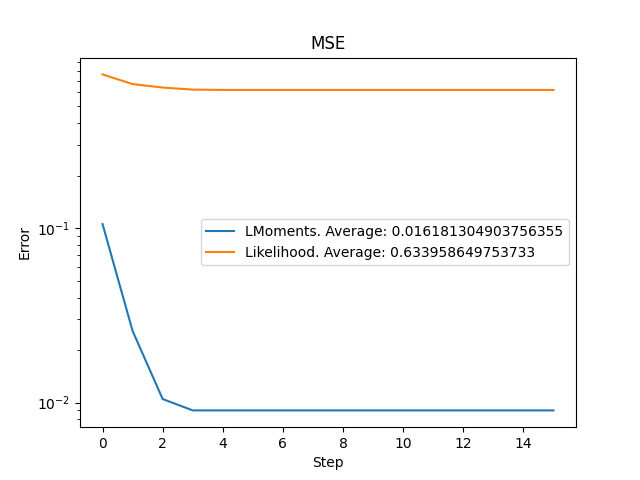 MSE
Error
10⁻¹
10⁻²
LMoments. Average: 0.016181304903756355
Likelihood. Average: 0.633958649753733
0 2 4 6 8 10 12 14
Step